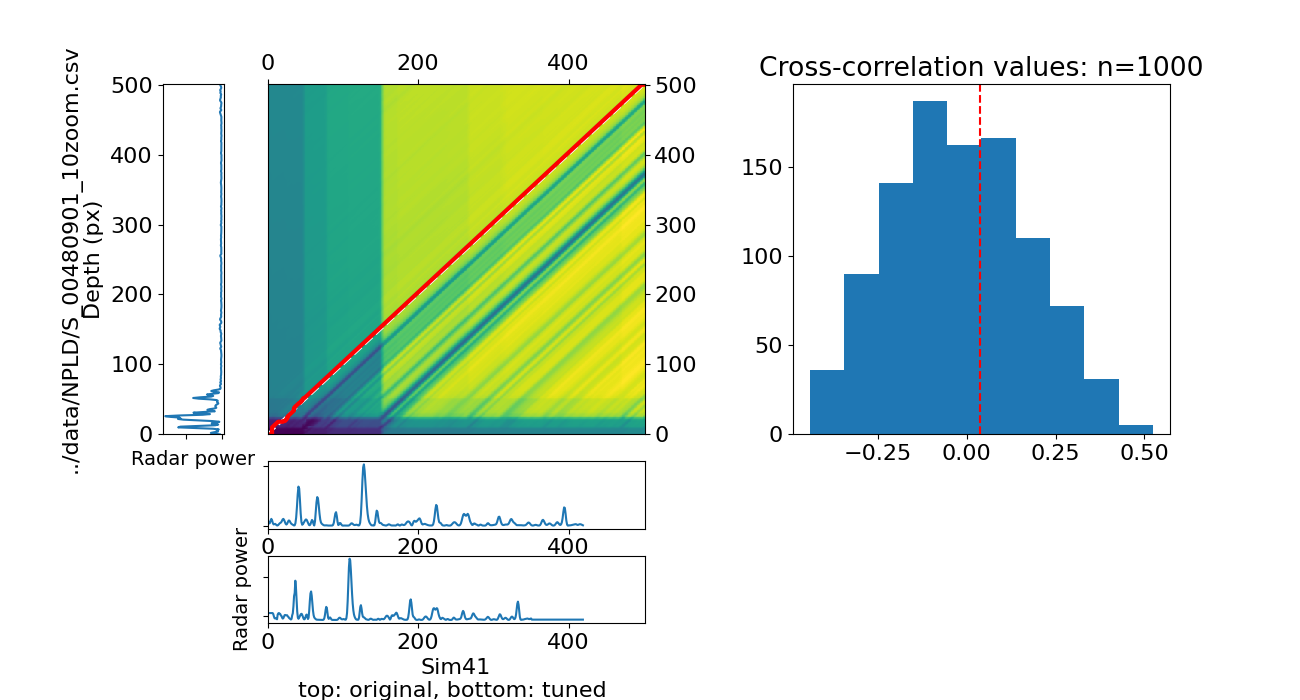 0 200 400
Cross-correlation values: n=1000
../data/NPLD/S_00480901_10zoom.csv
Depth (px)
500
400
300
200
100
0
500
400
300
200
100
0
150
100
50
0
−0.25 0.00 0.25 0.50
Radar power
0 200 400
Radar power
0 200 400
Sim41
top: original, bottom: tuned